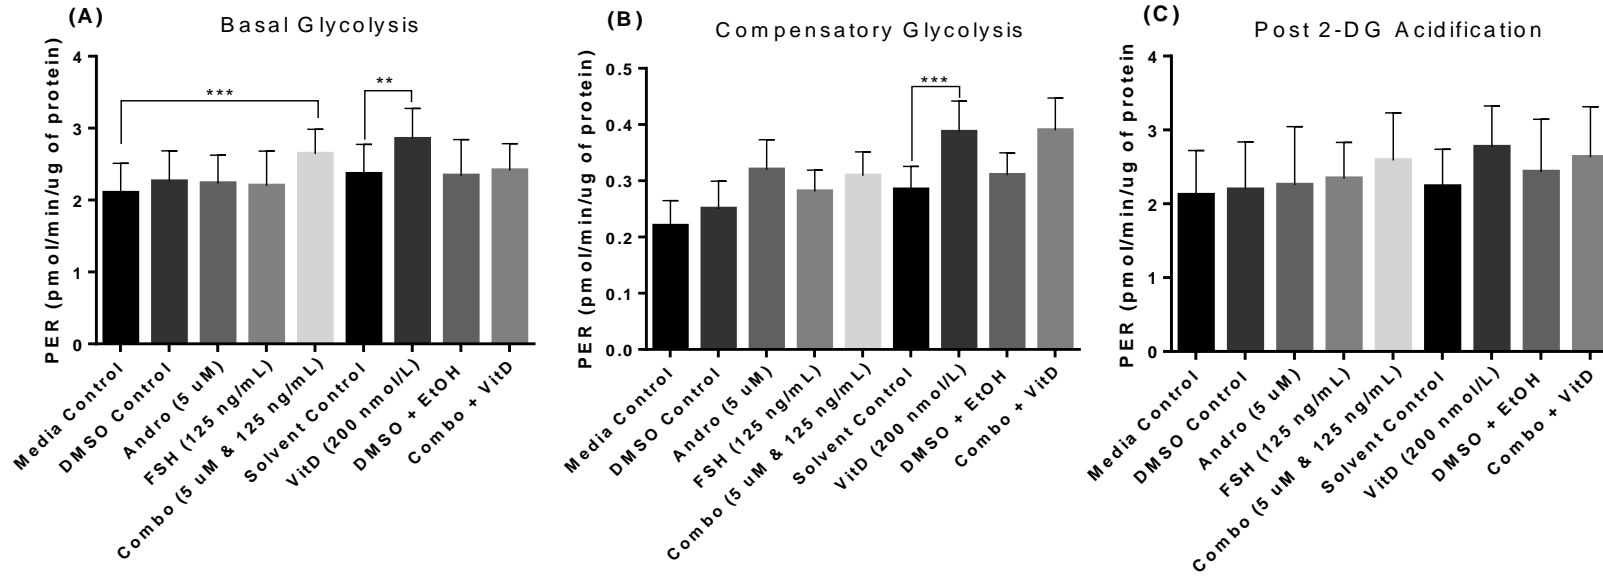 (A)
Basal Glycolysis
PER (pmol/min/ug of protein)
4
3
2
1
0
***
**
Media Control
DMSO Control
Andro (5 uM)
FSH (125 ng/mL)
Combo (5 uM & 125 ng/mL)
Solvent Control
VitD (200 nmol/L)
DMSO + EtOH
Combo + VitD
(B)
Compensatory Glycolysis
PER (pmol/min/ug of protein)
0.5
0.4
0.3
0.2
0.1
0.0
***
Media Control
DMSO Control
Andro (5 uM)
FSH (125 ng/mL)
Combo (5 uM & 125 ng/mL)
Solvent Control
VitD (200 nmol/L)
DMSO + EtOH
Combo + VitD
(C)
Post 2-DG Acidification
PER (pmol/min/ug of protein
4
3
2
1
0
Media Control
DMSO Control
Andro (5 uM)
FSH (125 ng/mL)
Combo (5 uM & 125 ng/mL)
Solvent Control
VitD (200 nmol/L)
DMSO + EtOH
Combo + VitD